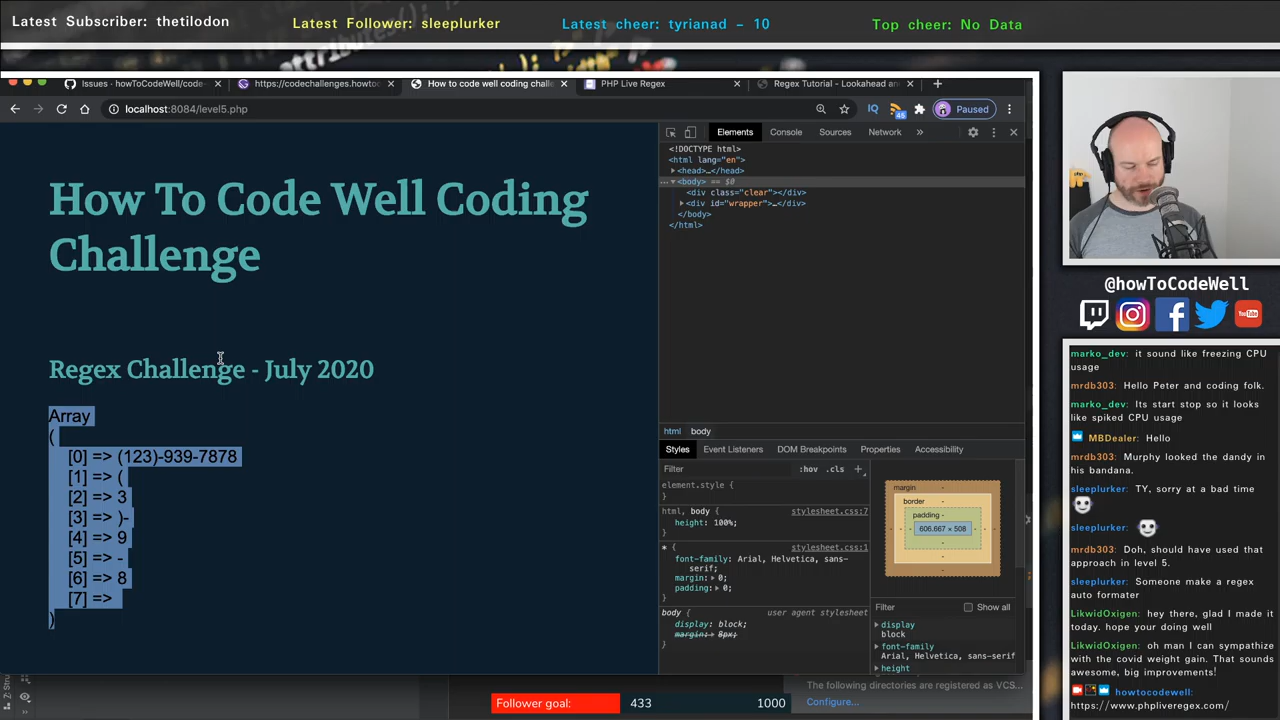 Latest Subscriber: thetilodon
Latest Follower: sleeplurker
Latest cheer: tyrianad - 10
Top cheer: No Data
Issues · howToCodeWell/code-
https://codechallenges.howtoc
How to code well coding challe
PHP Live Regex
Regex Tutorial - Lookahead an
localhost:8084/level5.php
45
Paused
How To Code Well Coding
Challenge
Regex Challenge - July 2020
Array
(
[0] => (123)-939-7878
[1] => (
[2] => 3
[3] => )-
[4] => 9
[5] => -
[6] => 8
[7] =>
)
Elements
Console
Sources
Network
<!DOCTYPE html>
<html lang="en">
<head>…</head>
<body> == $0
<div class="clear"></div>
<div id="wrapper">…</div>
</body>
</html>
html
body
Styles
Event Listeners
DOM Breakpoints
Properties
Accessibility
Filter
:hov
.cls
element.style {
}
html, body {
stylesheet.css:7
height: 100%;
}
* {
stylesheet.css:1
font-family: Arial, Helvetica, sans-
serif;
margin: 0;
padding: 0;
}
body {
user agent stylesheet
display: block;
margin: 8px;
}
margin
-
border
-
padding -
606.667 × 508
Filter
Show all
display
block
font-family
Arial, Helvetica, sans-serif
height
@howToCodeWell
marko_dev: it sound like freezing CPU
usage
mrdb303: Hello Peter and coding folk.
marko_dev: Its start stop so it looks
like spiked CPU usage
MBDealer: Hello
mrdb303: Murphy looked the dandy in
his bandana.
sleeplurker: TY, sorry at a bad time
sleeplurker:
mrdb303: Doh, should have used that
approach in level 5.
sleeplurker: Someone make a regex
auto formater
LikwidOxigen: hey there, glad I made it
today. hope your doing well
LikwidOxigen: oh man I can sympathize
with the covid weight gain. That sounds
awesome, big improvements!
howtocodewell:
https://www.phpliveregex.com/
Follower goal:
433
1000
The following directories are registered as VCS…
Configure...